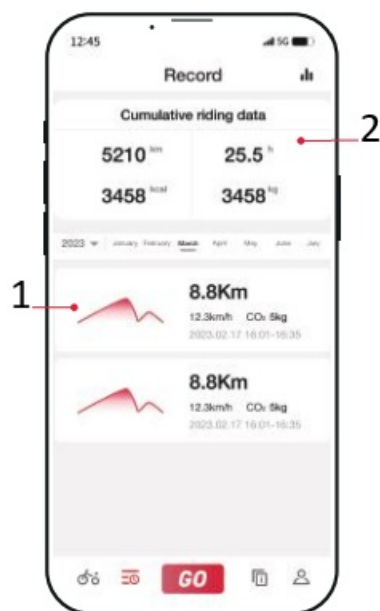 12:45 5G
Record
Cumulative riding data
2
5210 km 25.5 h
3458 kcal 3458 kg
2023 January February March April May June Jury
1
8.8Km
12.3km/h CO₂ 5kg
2023.02.17 16:01-16:35
8.8Km
12.3km/h CO₂ 5kg
2023.02.17 16:01-16:35
GO